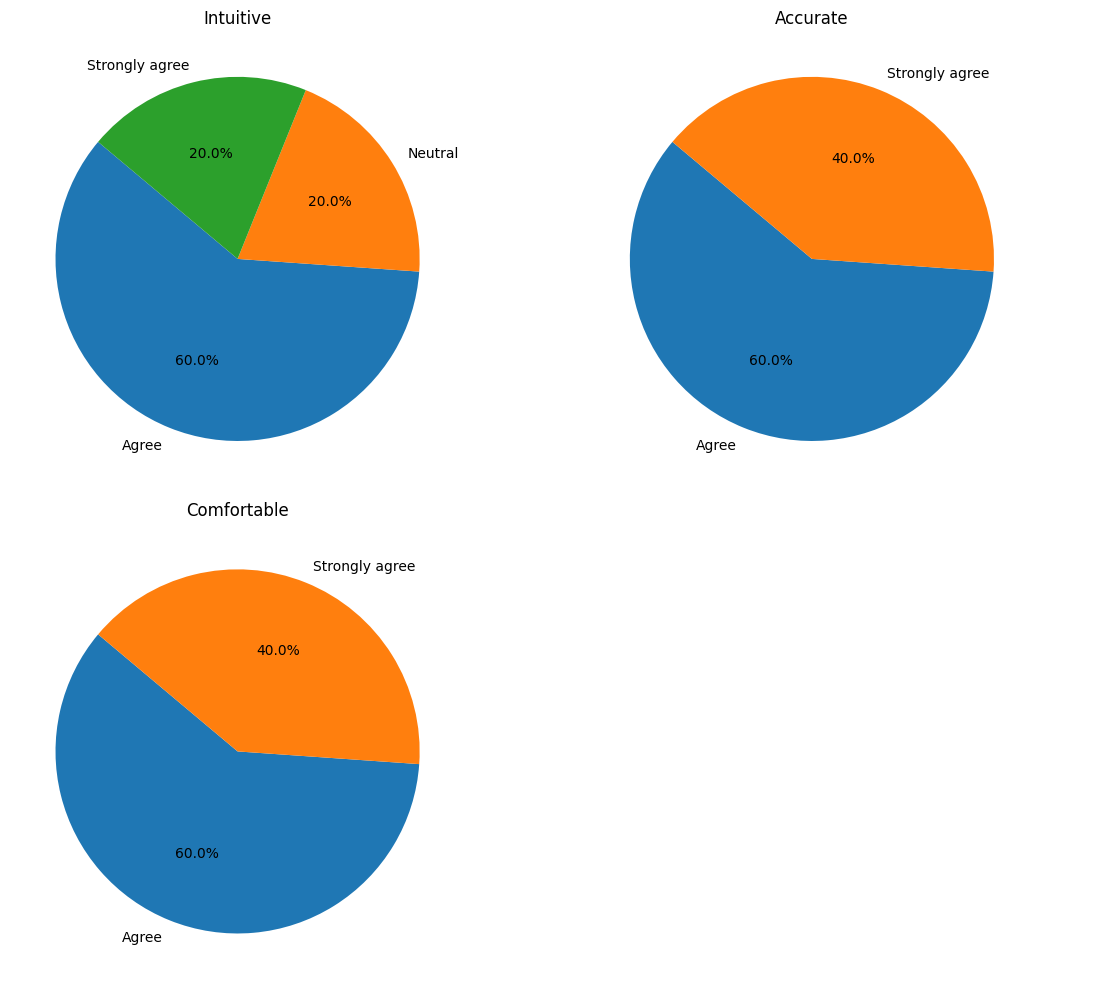 Intuitive
Strongly agree
20.0%
Neutral
20.0%
60.0%
Agree
Accurate
Strongly agree
40.0%
60.0%
Agree
Comfortable
Strongly agree
40.0%
60.0%
Agree